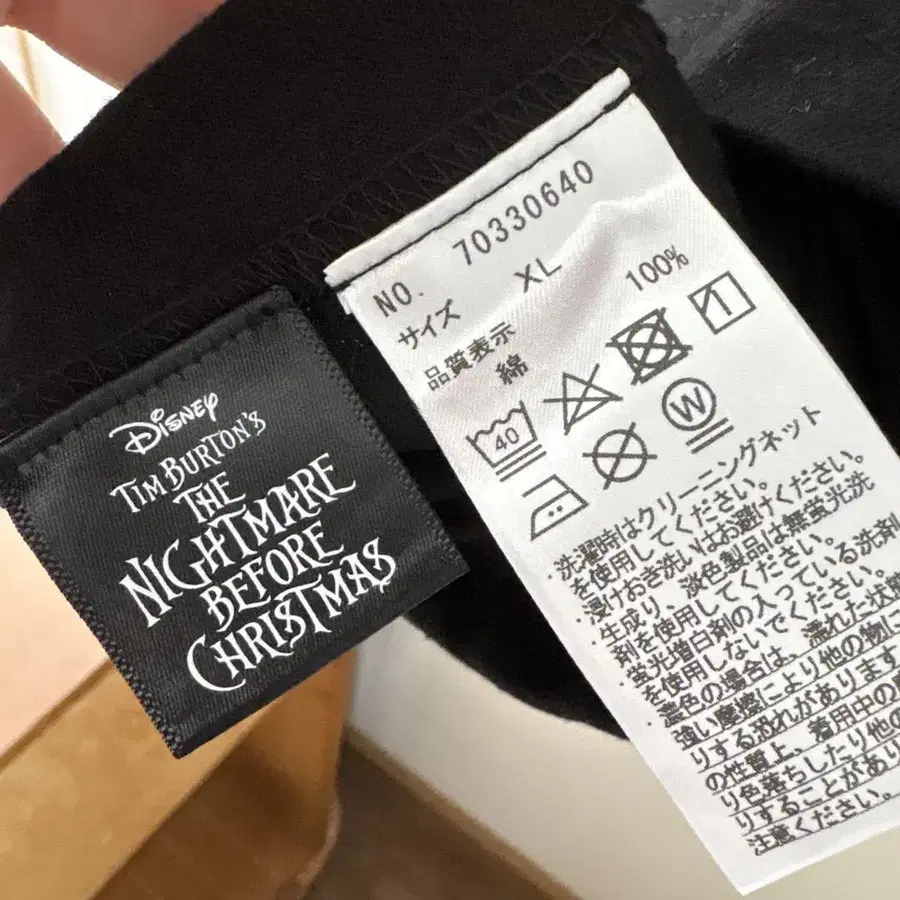 Disney
TIM BURTON'S
THE
NIGHTMARE
BEFORE
CHRISTMAS
NO. 70330640
サイズ XL
品質表示
綿 100%
40
W
・洗濯時はクリーニングネット
を使用してください。
・浸けおき洗いはお避けください。
・生成り、淡色製品は無蛍光洗
剤を使用してください。
・蛍光増白剤の入っている洗剤
を使用しないでください。
・濃色の場合は、濡れた状態
強い摩擦により他の物に
りする恐れがあります
の性質上、着用中の
り色落ちしたり他の
りすることがあり
注意ください。